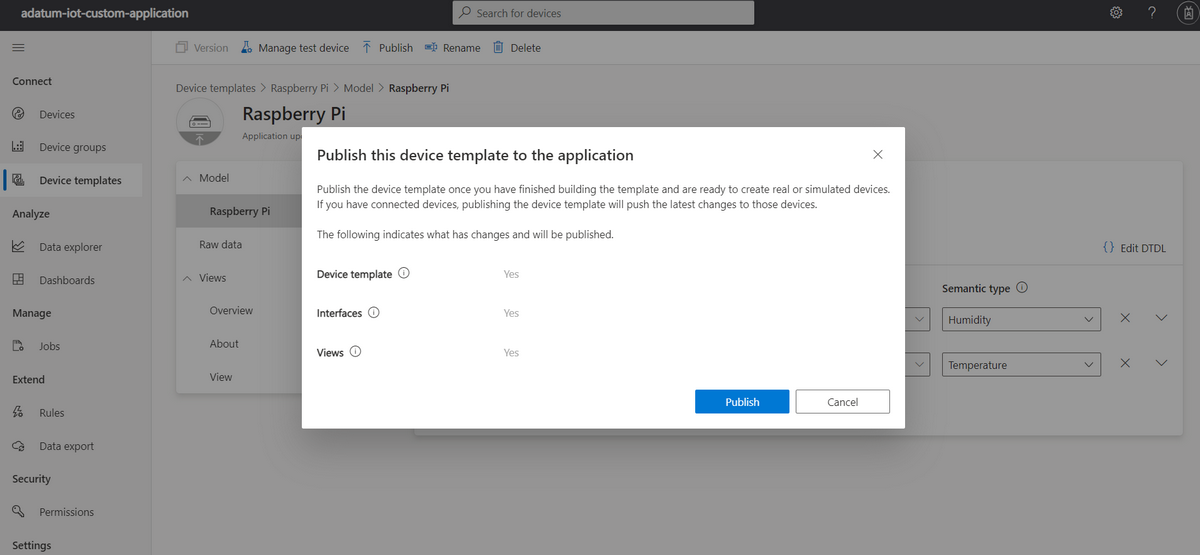 adatum-iot-custom-application
Search for devices
?
Version
Manage test device
Publish
Rename
Delete
Connect
Devices
Device groups
Device templates
Analyze
Data explorer
Dashboards
Manage
Jobs
Extend
Rules
Data export
Security
Permissions
Settings
Device templates > Raspberry Pi > Model > Raspberry Pi
Raspberry Pi
Application up
Model
Raspberry Pi
Raw data
Views
Overview
About
View
Publish this device template to the application
Publish the device template once you have finished building the template and are ready to create real or simulated devices.
If you have connected devices, publishing the device template will push the latest changes to those devices.
The following indicates what has changes and will be published.
Device template Yes
Interfaces Yes
Views Yes
Publish
Cancel
{} Edit DTDL
Semantic type
Humidity
Temperature